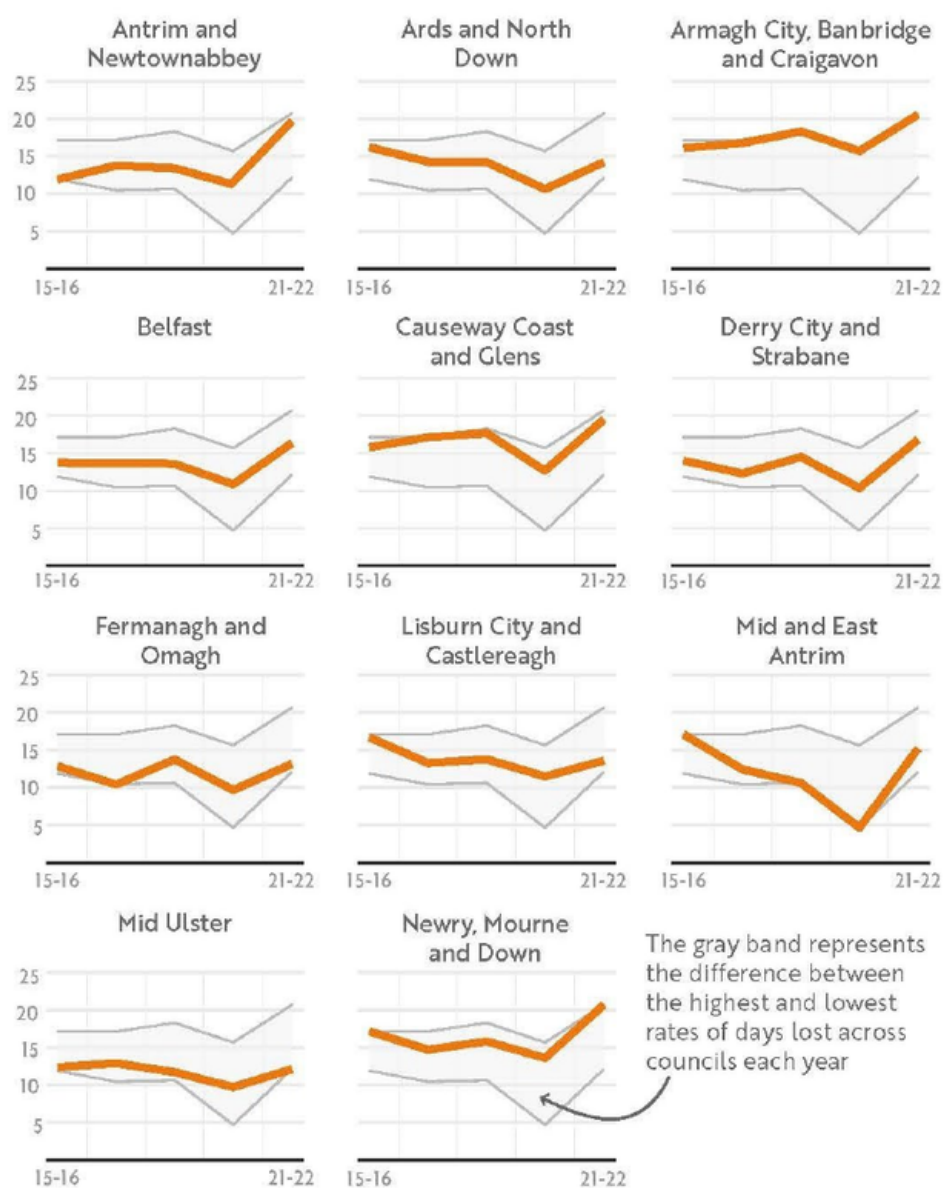 Antrim and
Newtownabbey
Ards and North
Down
Armagh City, Banbridge
and Craigavon
25
20
15
10
5
15-16
21-22
15-16
21-22
15-16
21-22
Belfast
Causeway Coast
and Glens
Derry City and
Strabane
25
20
15
10
5
15-16
21-22
15-16
21-22
15-16
21-22
Fermanagh and
Omagh
Lisburn City and
Castlereagh
Mid and East
Antrim
25
20
15
10
5
15-16
21-22
15-16
21-22
15-16
21-22
Mid Ulster
Newry, Mourne
and Down
25
20
15
10
5
15-16
21-22
15-16
21-22
The gray band represents
the difference between
the highest and lowest
rates of days lost across
councils each year